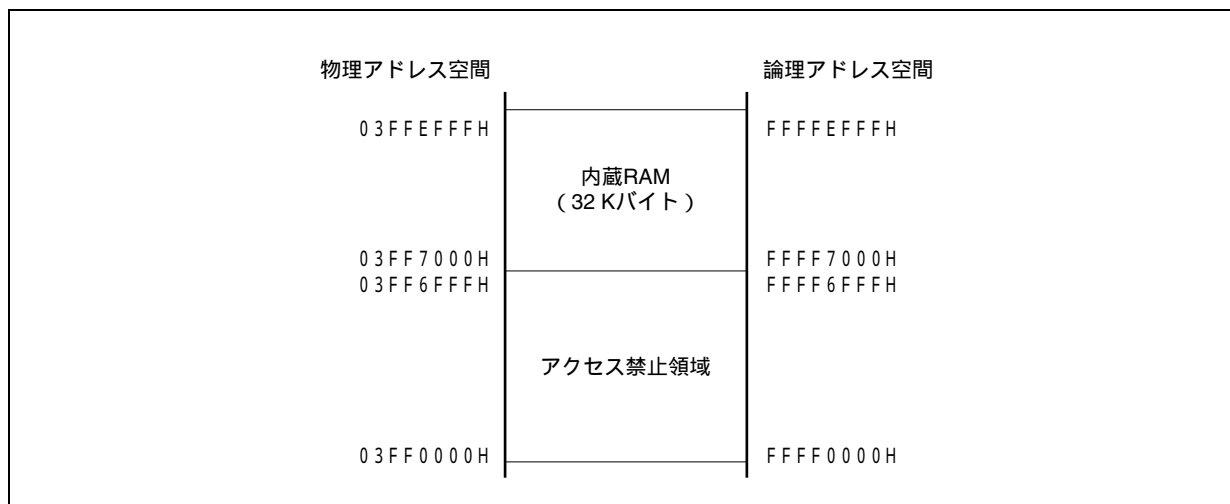 物理アドレス空間 論理アドレス空間
03FFEFFFH FFFFEFFFH
内蔵RAM
(32 Kバイト)
03FF7000H FFFF7000H
03FF6FFFH FFFF6FFFH
アクセス禁止領域
03FF0000H FFFF0000H